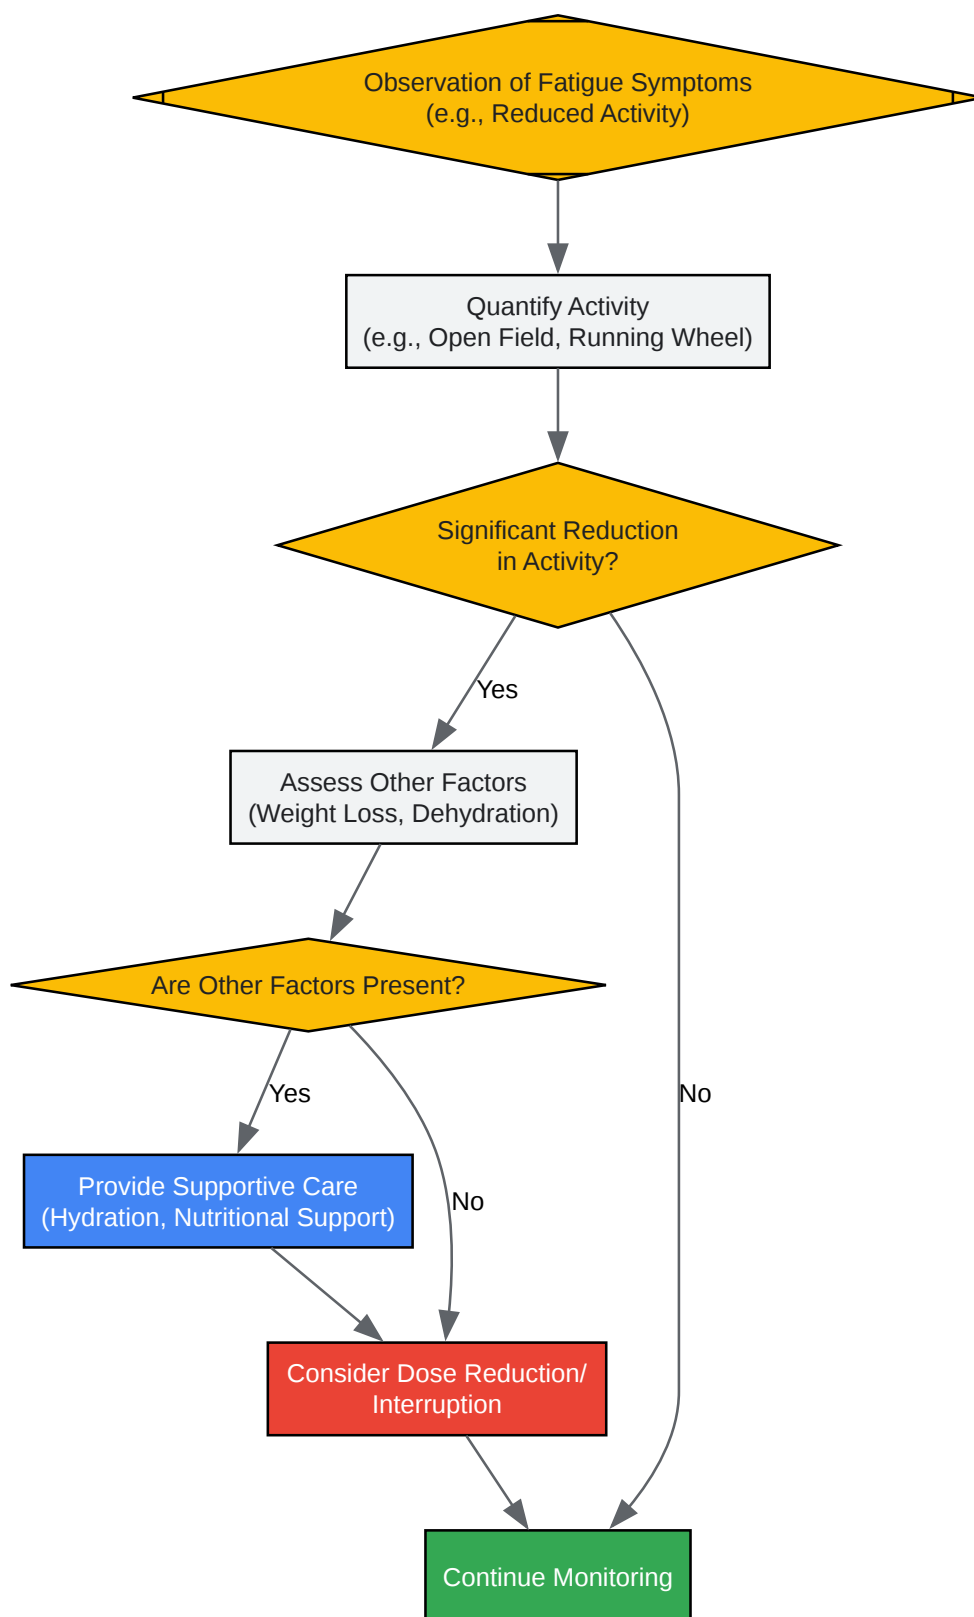 Observation of Fatigue Symptoms
(e.g., Reduced Activity)
Quantify Activity
(e.g., Open Field, Running Wheel)
Significant Reduction
in Activity?
Yes
Assess Other Factors
(Weight Loss, Dehydration)
Are Other Factors Present?
Yes
No
Provide Supportive Care
(Hydration, Nutritional Support)
No
Consider Dose Reduction/
Interruption
Continue Monitoring